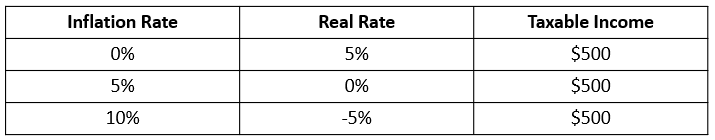 Inflation Rate Real Rate Taxable Income
0% 5% $500
5% 0% $500
10% -5% $500